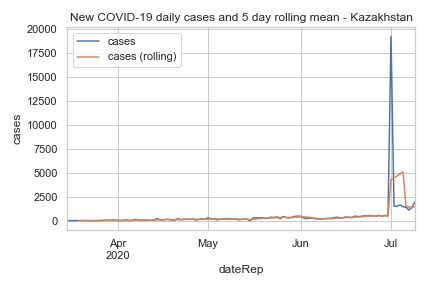 New COVID-19 daily cases and 5 day rolling mean - Kazakhstan
cases
cases (rolling)
20000
17500
15000
12500
10000
7500
5000
2500
0
cases
Apr
2020
May
Jun
Jul
dateRep